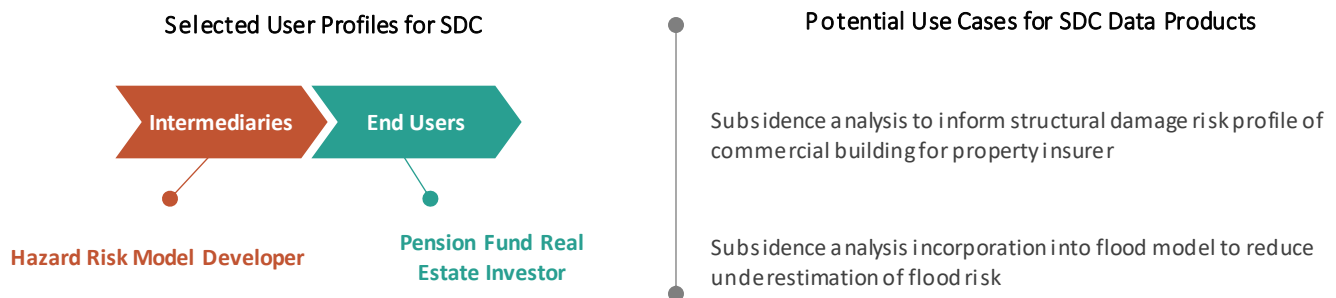 Selected User Profiles for SDC
Intermediaries
End Users
Hazard Risk Model Developer
Pension Fund Real
Estate Investor
Potential Use Cases for SDC Data Products
Subsidence analysis to inform structural damage risk profile of
commercial building for property insurer
Subsidence analysis incorporation into flood model to reduce
underestimation of flood risk